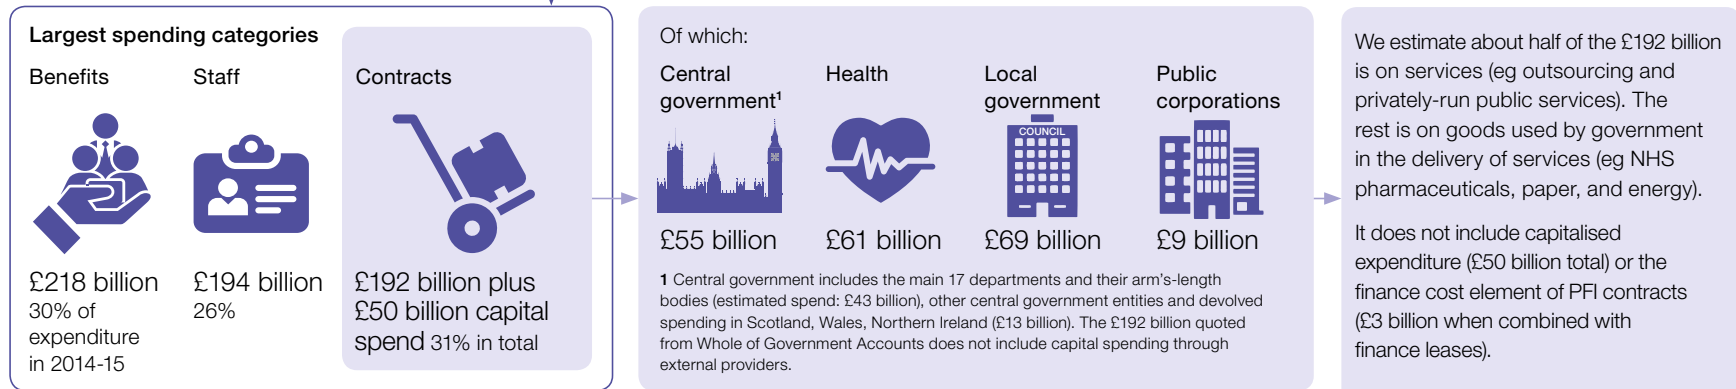 Largest spending categories
Benefits
£218 billion
30% of
expenditure
in 2014-15
Staff
£194 billion
26%
Contracts
£192 billion plus
£50 billion capital
spend 31% in total
Of which:
Central
government¹
£55 billion
Health
£61 billion
Local
government
COUNCIL
£69 billion
Public
corporations
£9 billion
1 Central government includes the main 17 departments and their arm’s-length
bodies (estimated spend: £43 billion), other central government entities and devolved
spending in Scotland, Wales, Northern Ireland (£13 billion). The £192 billion quoted
from Whole of Government Accounts does not include capital spending through
external providers.
We estimate about half of the £192 billion
is on services (eg outsourcing and
privately-run public services). The
rest is on goods used by government
in the delivery of services (eg NHS
pharmaceuticals, paper, and energy).
It does not include capitalised
expenditure (£50 billion total) or the
finance cost element of PFI contracts
(£3 billion when combined with
finance leases).